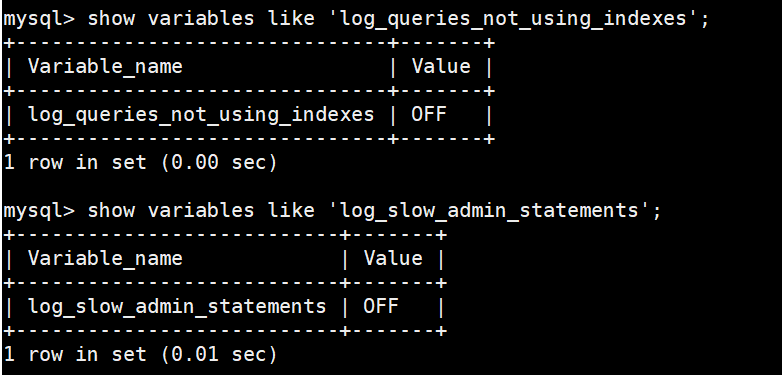 mysql> show variables like 'log_queries_not_using_indexes';
+-------------------------------+-------+
| Variable_name                 | Value |
+-------------------------------+-------+
| log_queries_not_using_indexes | OFF   |
+-------------------------------+-------+
1 row in set (0.00 sec)

mysql> show variables like 'log_slow_admin_statements';
+---------------------------+-------+
| Variable_name             | Value |
+---------------------------+-------+
| log_slow_admin_statements | OFF   |
+---------------------------+-------+
1 row in set (0.01 sec)